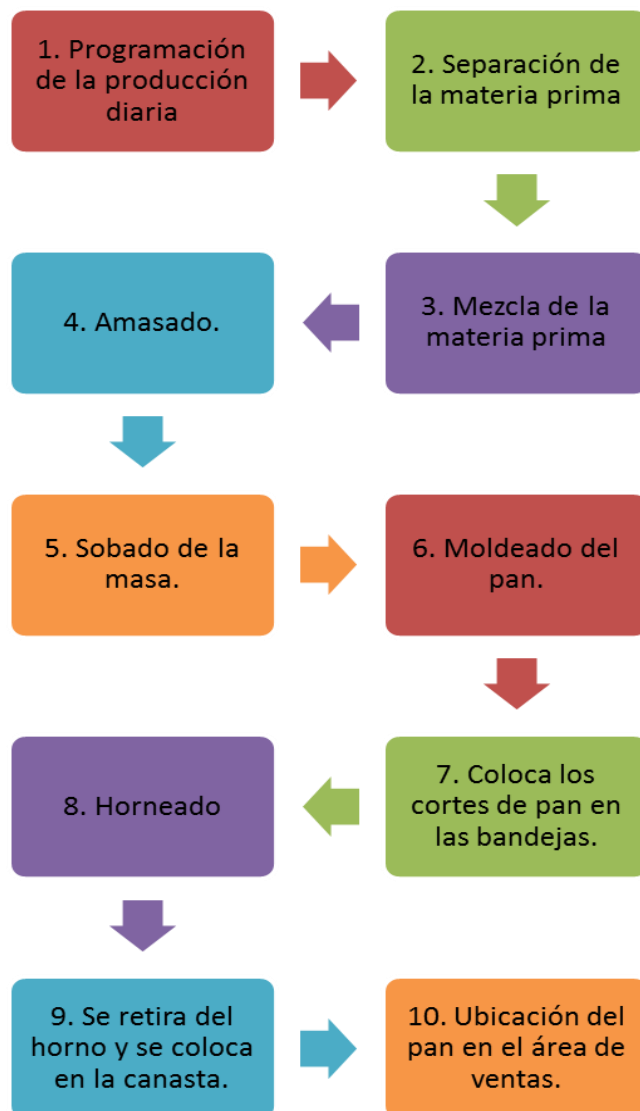 1. Programación
de la producción
diaria
2. Separación de
la materia prima
3. Mezcla de la
materia prima
4. Amasado.
5. Sobado de la
masa.
6. Moldeado del
pan.
7. Coloca los
cortes de pan en
las bandejas.
8. Horneado
9. Se retira del
horno y se coloca
en la canasta.
10. Ubicación del
pan en el área de
ventas.